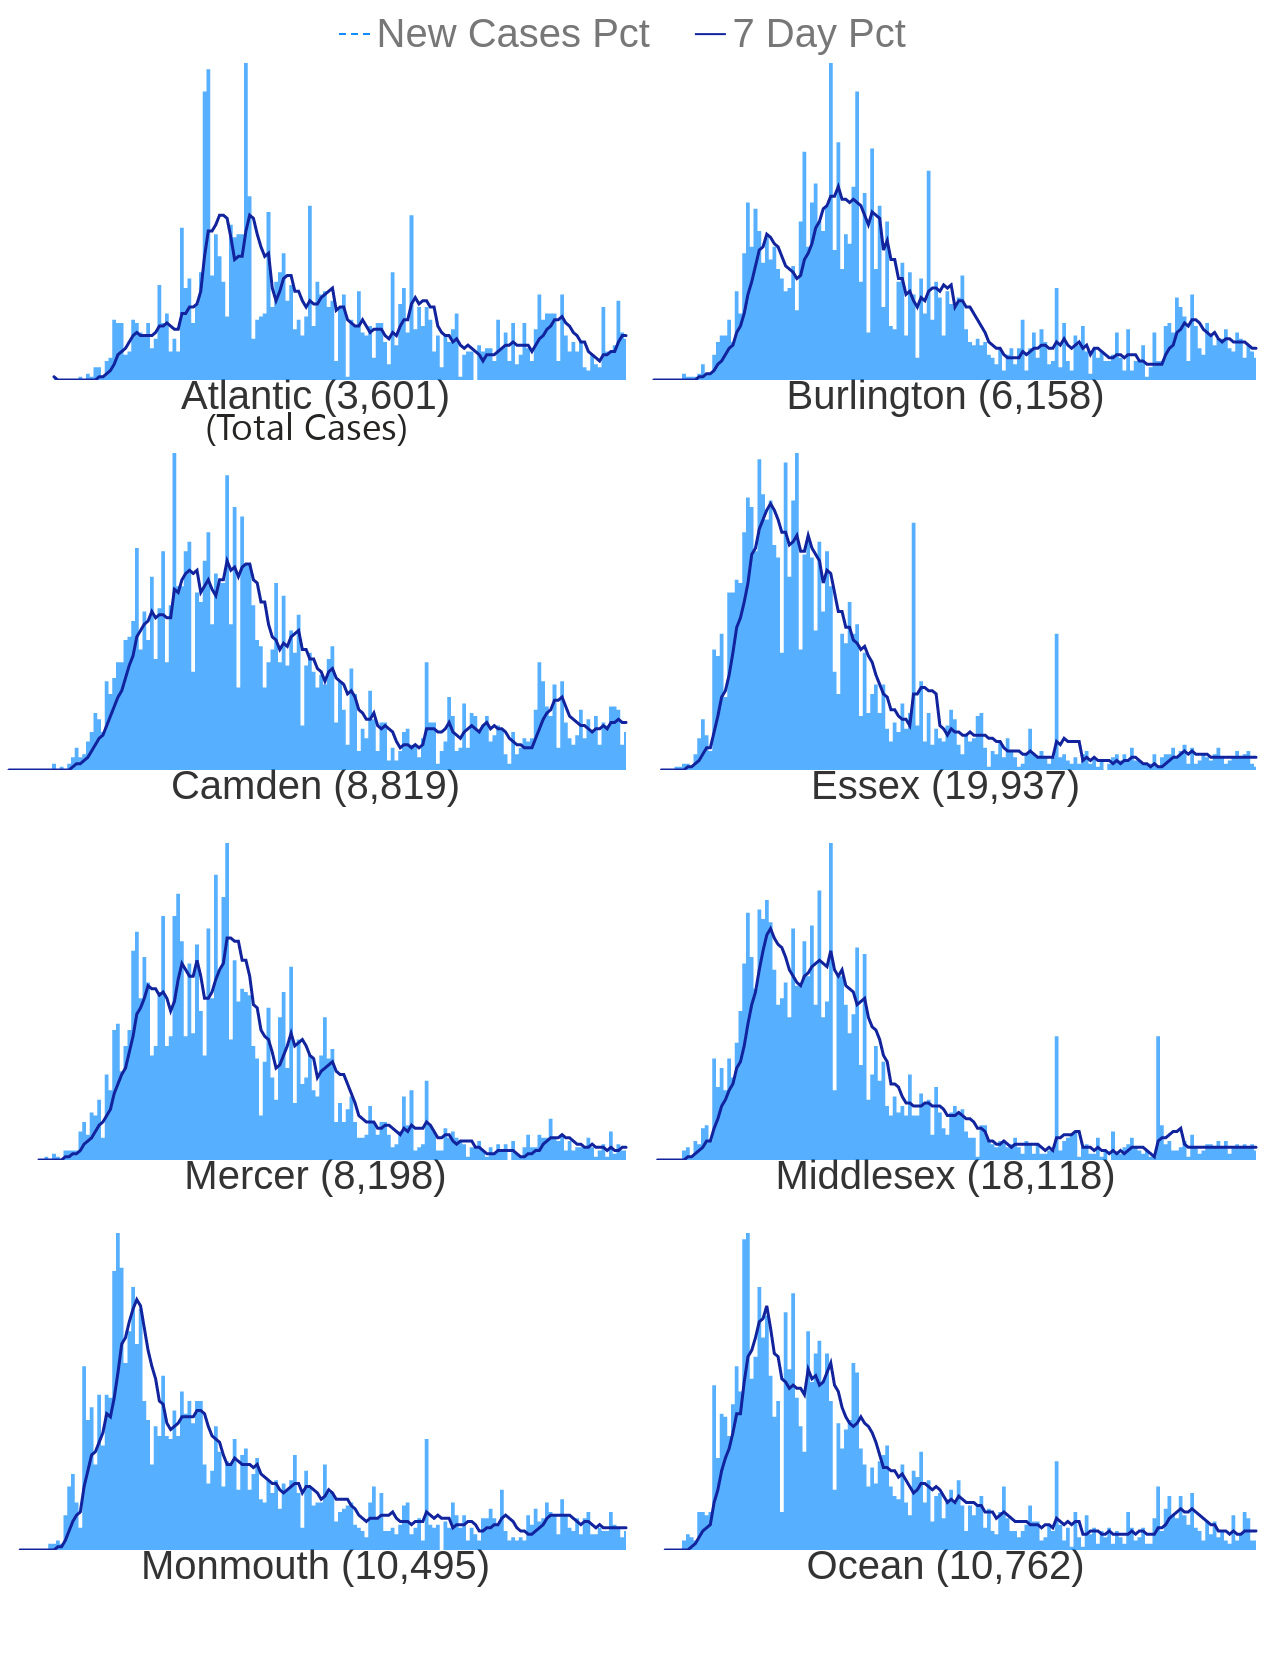 New Cases Pct 7 Day Pct
Atlantic (3,601) Burlington (6,158)
(Total Cases)
Camden (8,819) Essex (19,937)
Mercer (8,198) Middlesex (18,118)
Monmouth (10,495) Ocean (10,762)